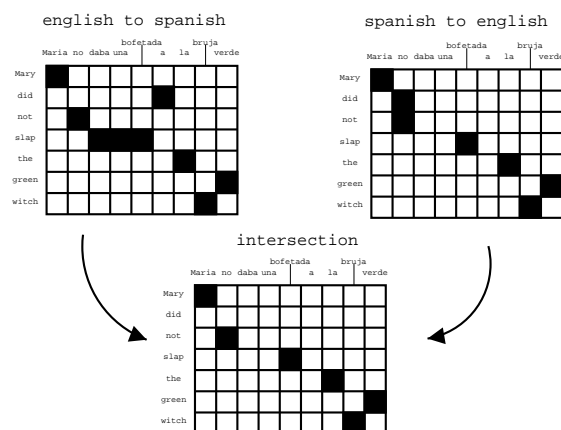 english to spanish
bofetada bruja
Maria no daba una a la verde
Mary
did
not
slap
the
green
witch
spanish to english
bofetada bruja
Maria no daba una a la verde
Mary
did
not
slap
the
green
witch
intersection
bofetada bruja
Maria no daba una a la verde
Mary
did
not
slap
the
green
witch